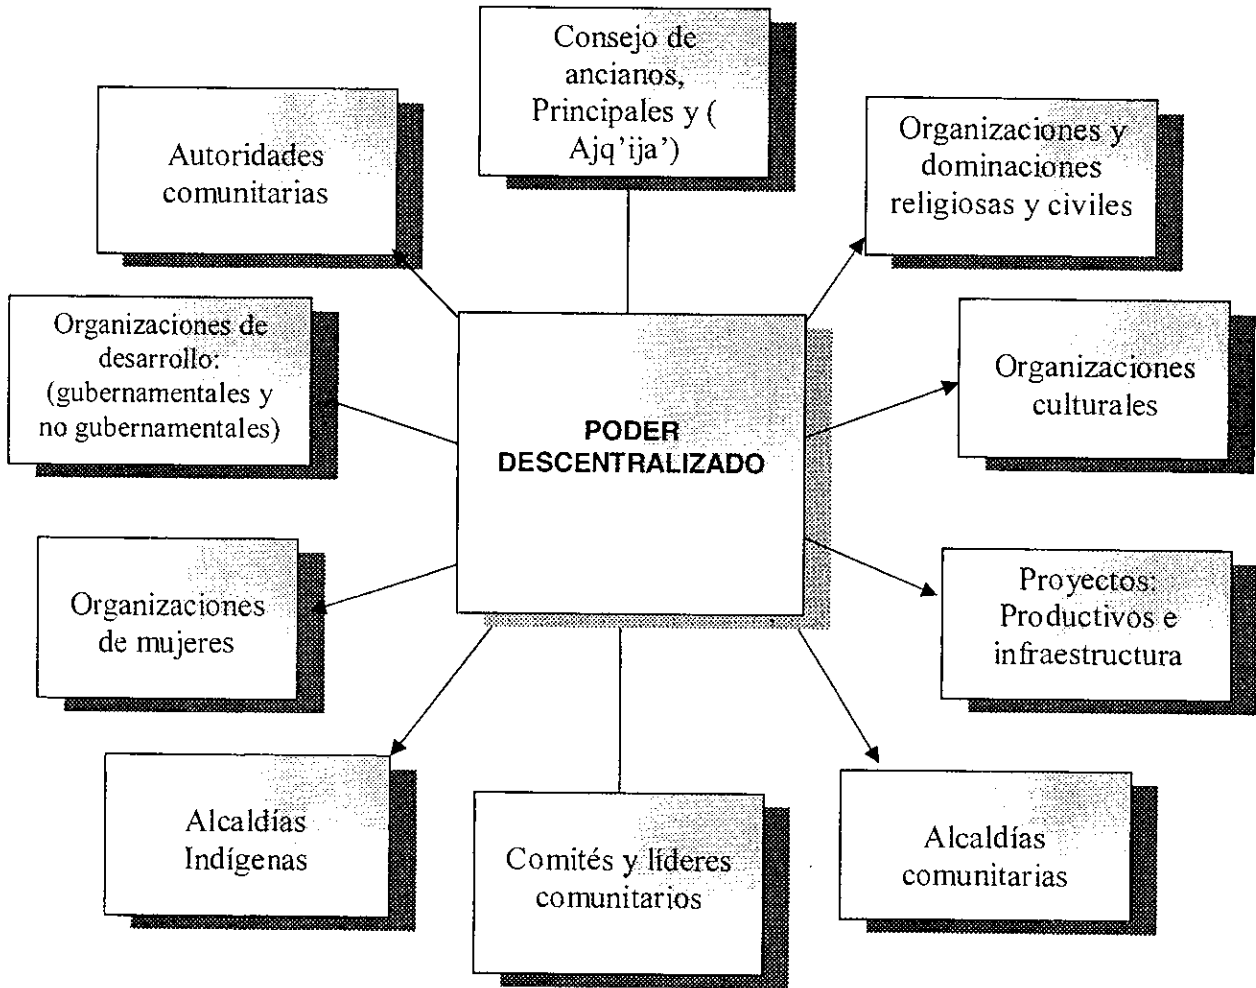 Consejo de
ancianos,
Principales y (
Ajq'ija')
Autoridades
comunitarias
Organizaciones y
dominaciones
religiosas y civiles
Organizaciones de
desarrollo:
(gubernamentales y
no gubernamentales)
Organizaciones
culturales
PODER
DESCENTRALIZADO
Organizaciones
de mujeres
Proyectos:
Productivos e
infraestructura
Alcaldías
Indígenas
Comités y líderes
comunitarios
Alcaldías
comunitarias